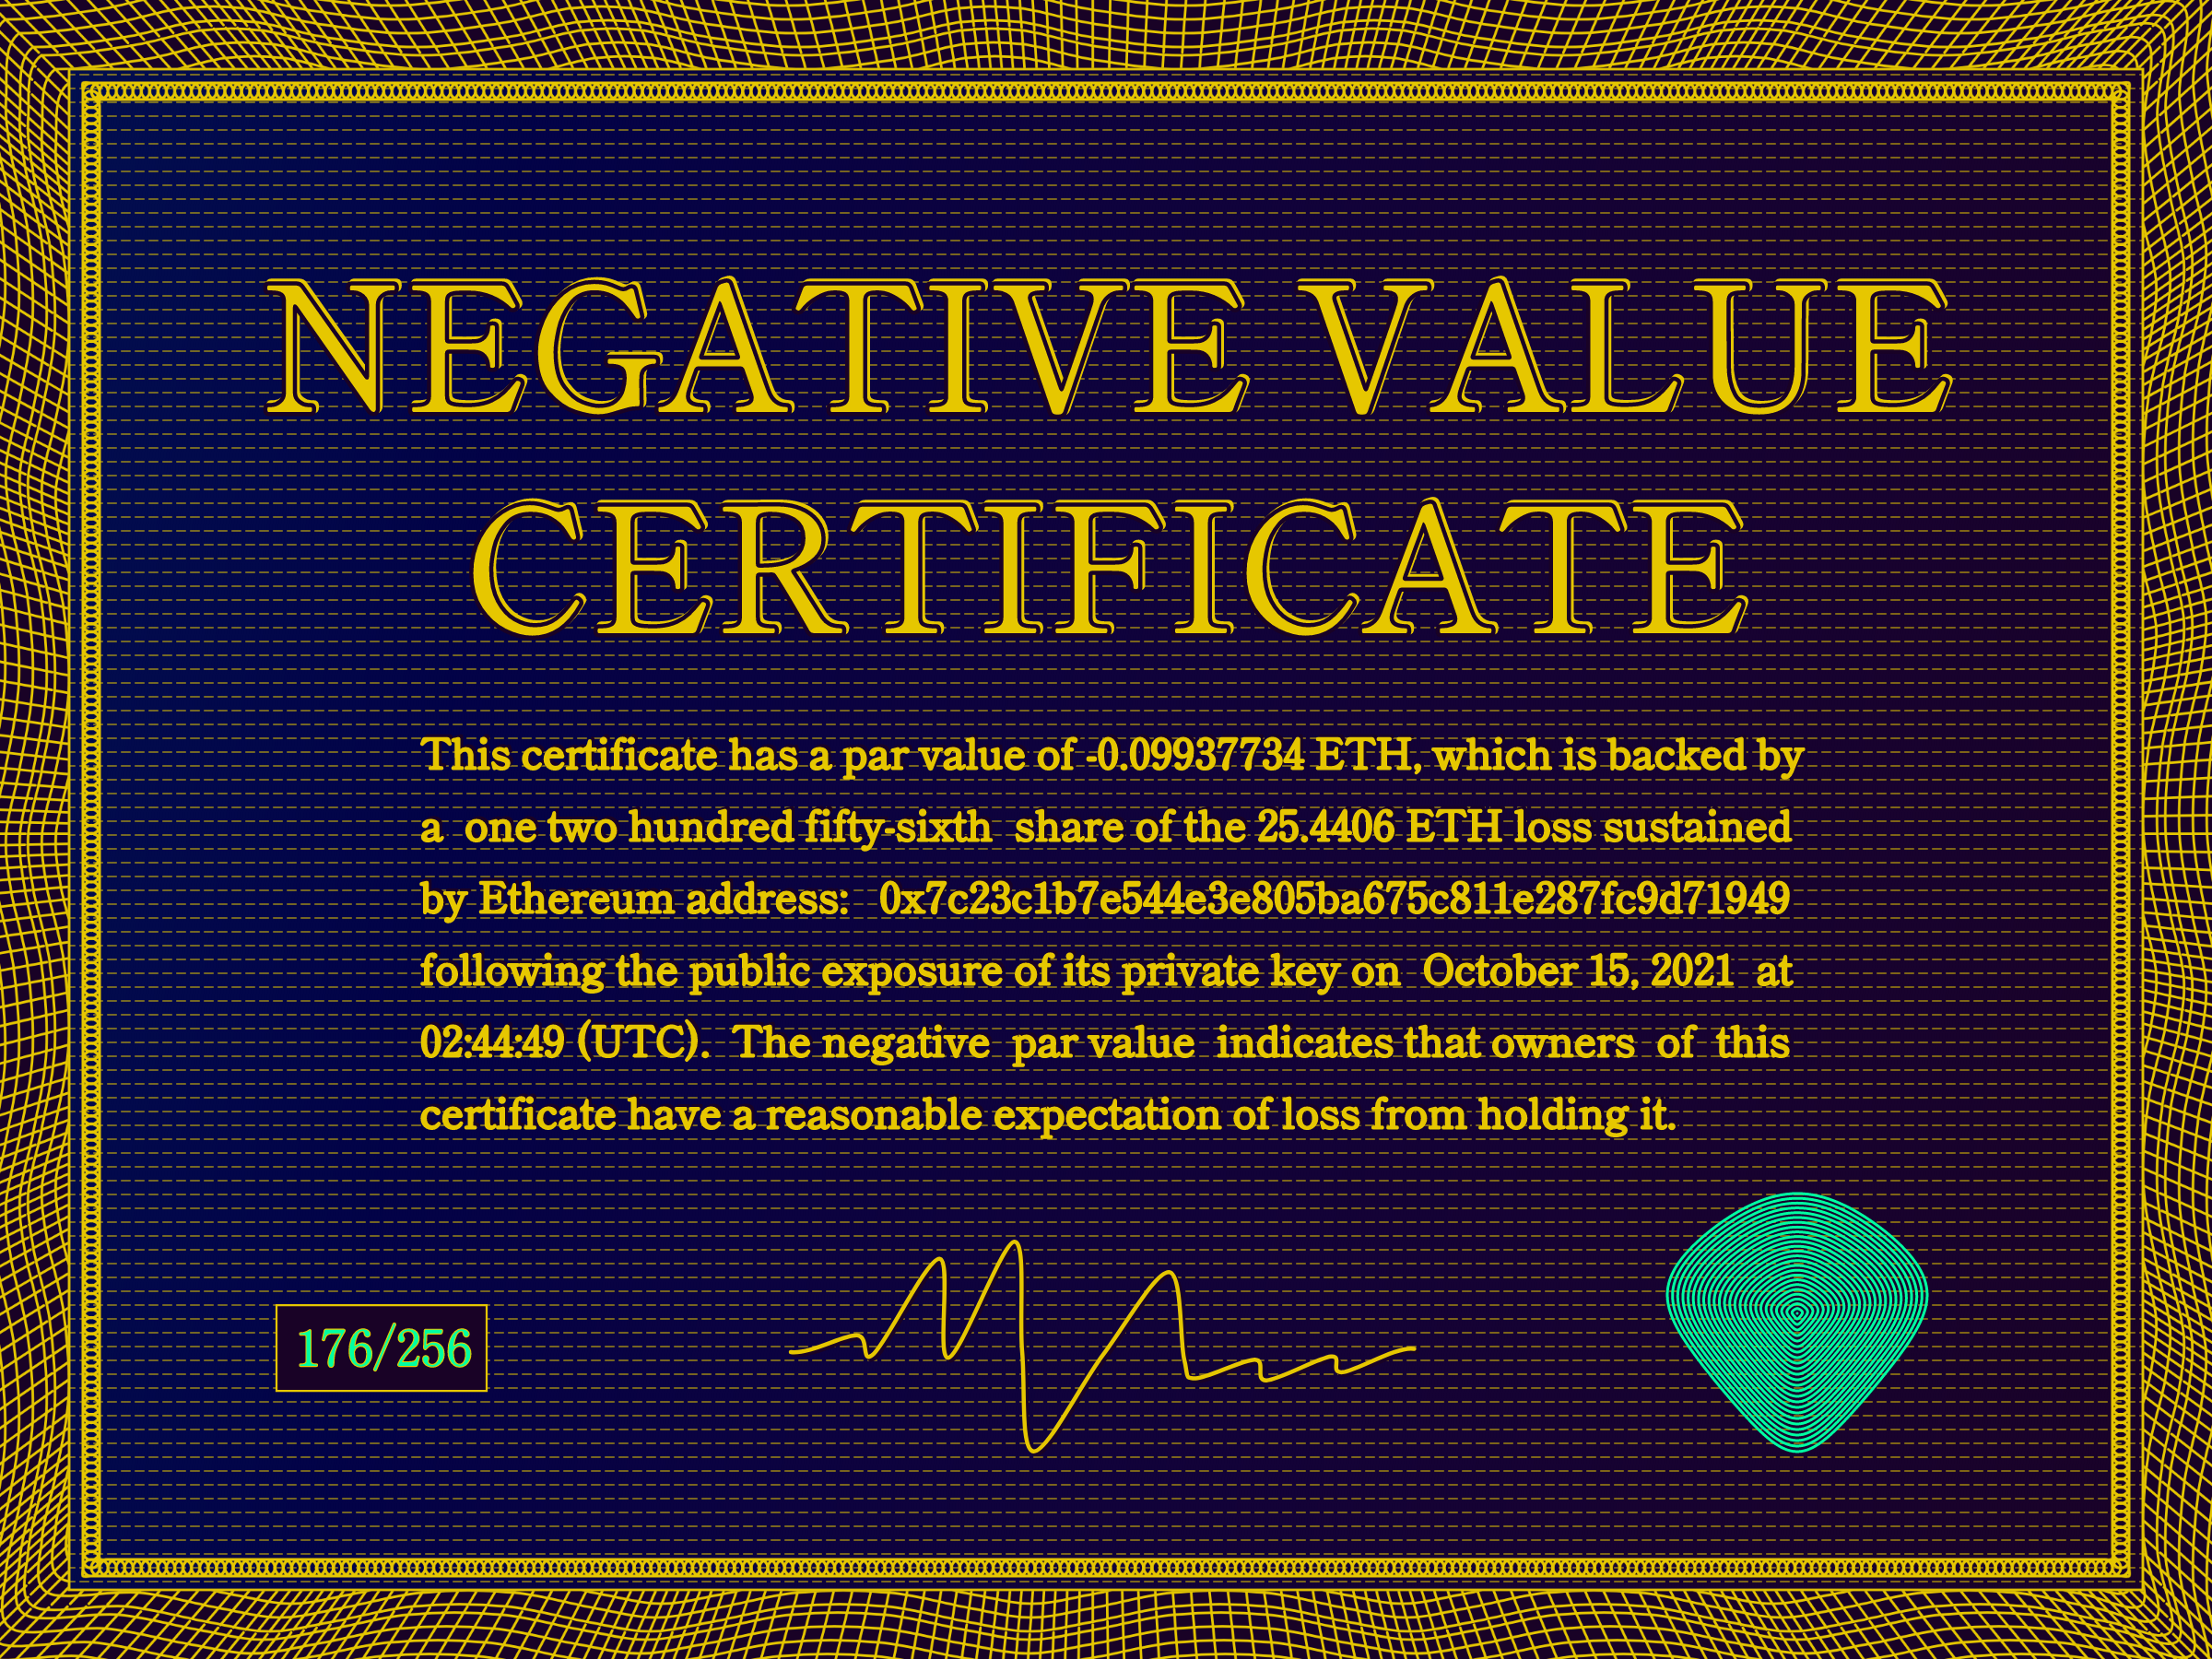 NEGATIVE VALUE
CERTIFICATE
This certificate has a par value of -0.09937734 ETH, which is backed by
a one two hundred fifty-sixth share of the 25.4406 ETH loss sustained
by Ethereum address: 0x7c23c1b7e544e3e805ba675c811e287fc9d71949
following the public exposure of its private key on October 15, 2021 at
02:44:49 (UTC). The negative par value indicates that owners of this
certificate have a reasonable expectation of loss from holding it.
176/256